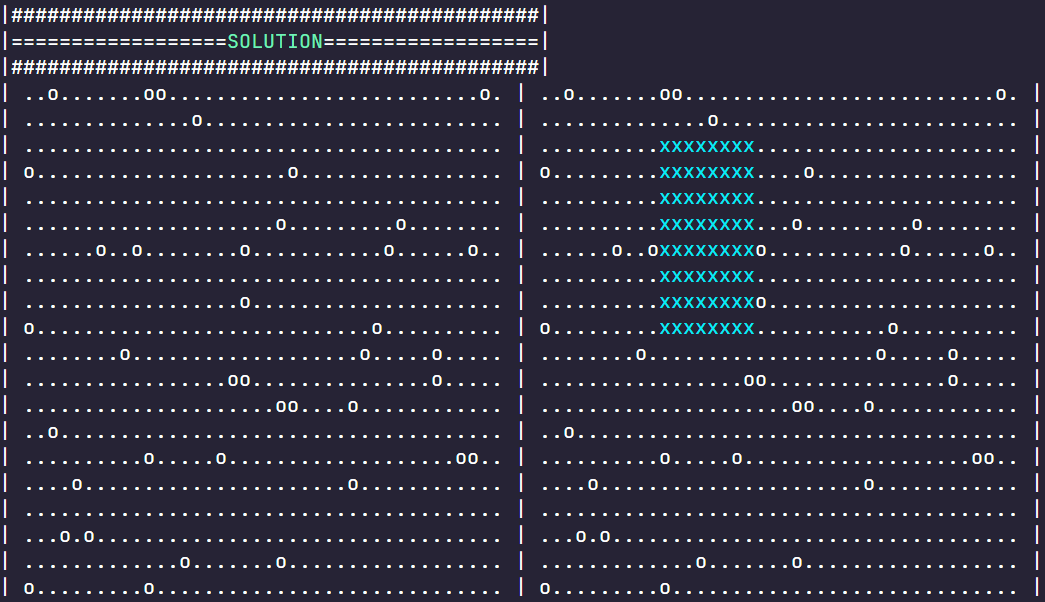 |############################################|
|==================SOLUTION==================|
|############################################|
| ..o.......oo..........................o. | ..o.......oo..........................o. |
| ..............o......................... | ..............o......................... |
| ........................................ | ..........xxxxxxxx...................... |
| o.....................o................. | o.........xxxxxxxx....o................. |
| ........................................ | ..........xxxxxxxx...................... |
| .....................o.........o........ | ..........xxxxxxxx...o.........o........ |
| ......o..o........o...........o......o.. | ......o..oxxxxxxxxo...........o......o.. |
| ........................................ | ..........xxxxxxxx...................... |
| ..................o..................... | ..........xxxxxxxxo..................... |
| o............................o.......... | o.........xxxxxxxx...........o.......... |
| ........o...................o.....o..... | ........o...................o.....o..... |
| .................oo...............o..... | .................oo...............o..... |
| .....................oo....o............ | .....................oo....o............ |
| ..o..................................... | ..o..................................... |
| ..........o.....o...................oo.. | ..........o.....o...................oo.. |
| ....o......................o............ | ....o......................o............ |
| ........................................ | ........................................ |
| ...o.o.................................. | ...o.o.................................. |
| .............o.......o.................. | .............o.......o.................. |
| o.........o............................. | o.........o............................. |